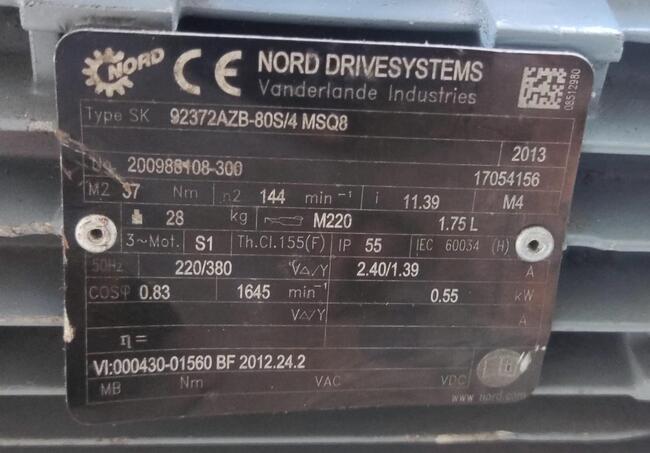 NORD CE NORD DRIVESYSTEMS
Vanderlande Industries
08512980
Type SK 92372AZB-80S/4 MSQ8
2013
No. 200988108-300 17054156
M2 37 Nm n2 144 min⁻¹ i 11.39 M4
28 kg M220 1.75 L
3~Mot. S1 Th.Cl.155(F) IP 55 IEC 60034 (H)
50Hz 220/380 V△/Y 2.40/1.39 A
COSφ 0.83 1645 min⁻¹ 0.55 kW
V△/Y A
η=
VI:000430-01560 BF 2012.24.2
MB Nm VAC VDC
www.nord.com